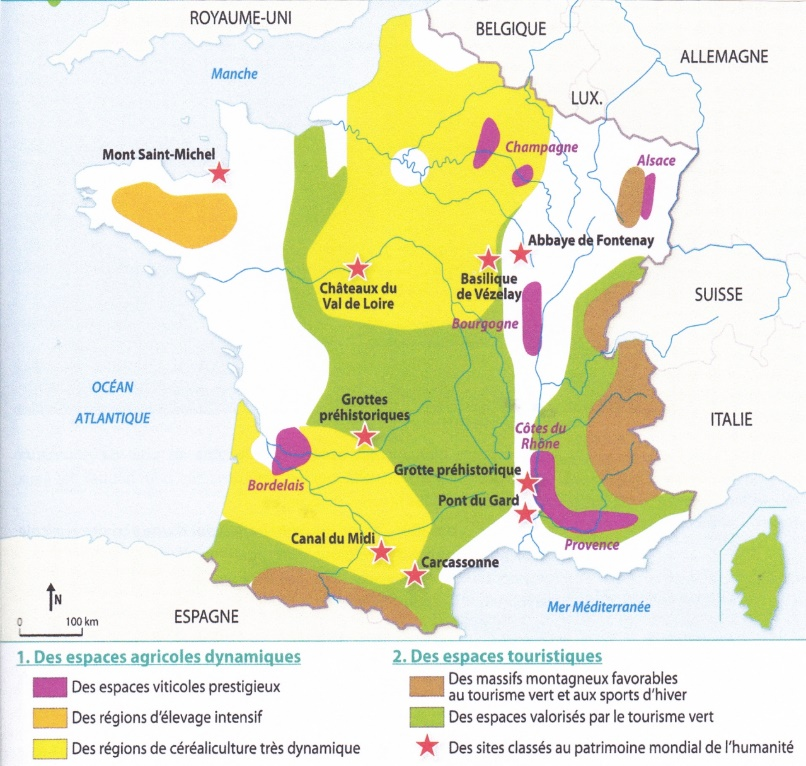 ROYAUME-UNI
BELGIQUE
ALLEMAGNE
Manche
LUX.
Mont Saint-Michel
Champagne
Alsace
Abbaye de Fontenay
Châteaux du
Val de Loire
Basilique
de Vézelay
SUISSE
Bourgogne
OCÉAN
ATLANTIQUE
Grottes
préhistoriques
ITALIE
Côtes du
Rhône
Grotte préhistorique
Bordelais
Pont du Gard
Canal du Midi
Provence
Carcassonne
N
0 100 km
ESPAGNE
Mer Méditerranée
1. Des espaces agricoles dynamiques
Des espaces viticoles prestigieux
Des régions d'élevage intensif
Des régions de céréaliculture très dynamique
2. Des espaces touristiques
Des massifs montagneux favorables
au tourisme vert et aux sports d'hiver
Des espaces valorisés par le tourisme vert
Des sites classés au patrimoine mondial de l'humanité